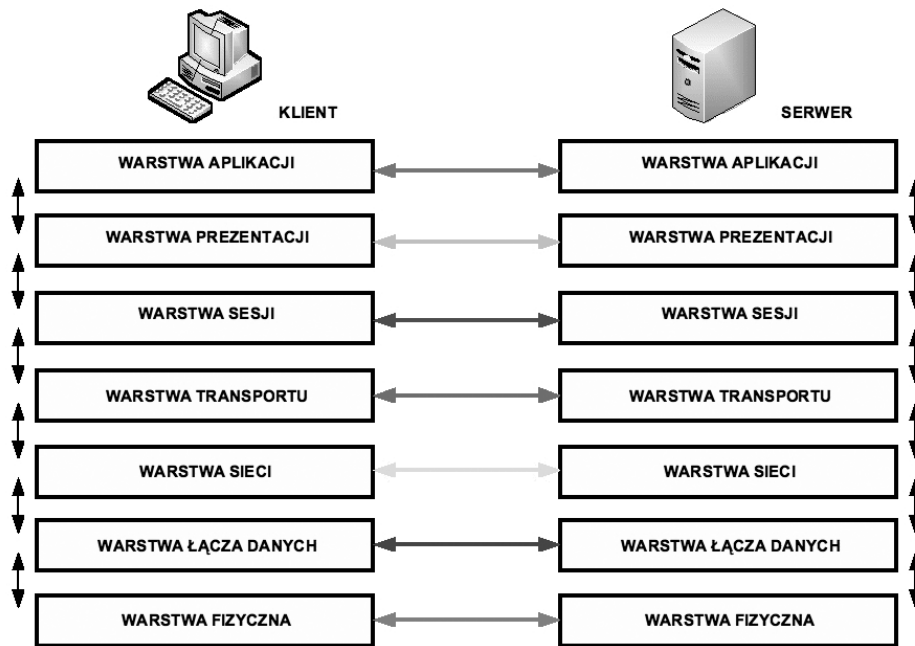 KLIENT SERWER
WARSTWA APLIKACJI WARSTWA APLIKACJI
WARSTWA PREZENTACJI WARSTWA PREZENTACJI
WARSTWA SESJI WARSTWA SESJI
WARSTWA TRANSPORTU WARSTWA TRANSPORTU
WARSTWA SIECI WARSTWA SIECI
WARSTWA ŁĄCZA DANYCH WARSTWA ŁĄCZA DANYCH
WARSTWA FIZYCZNA WARSTWA FIZYCZNA